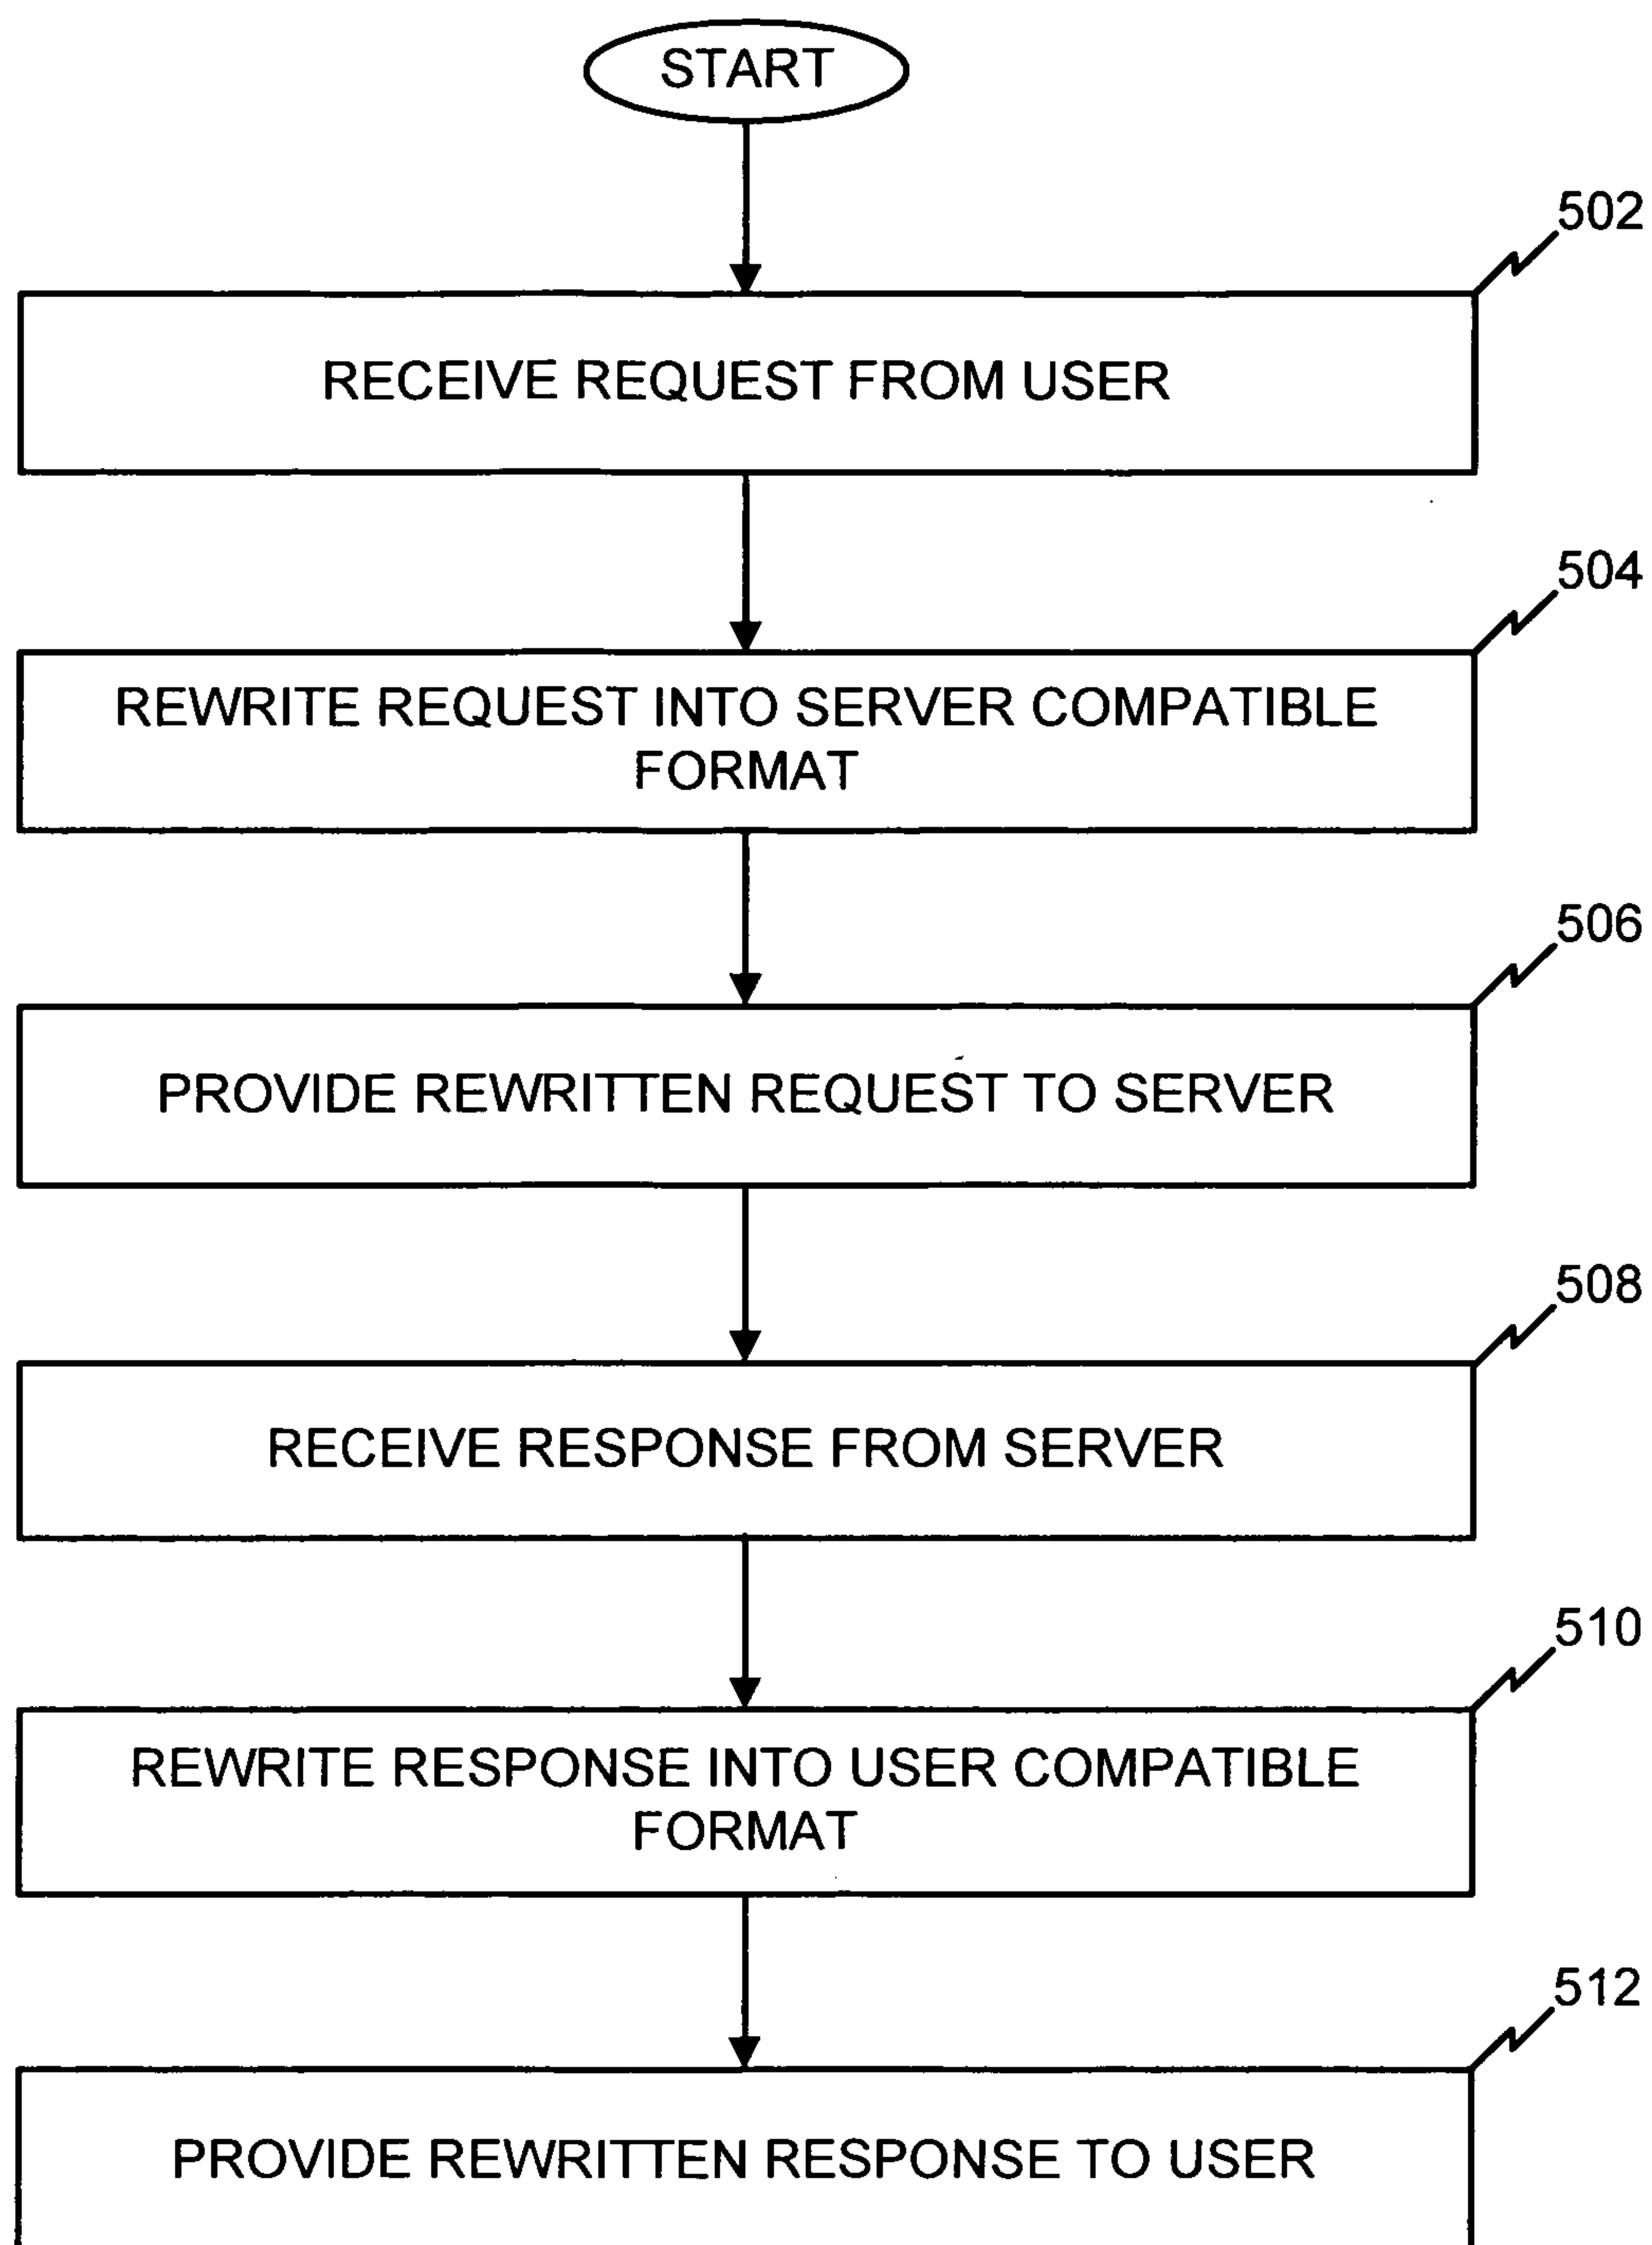 START
502
RECEIVE REQUEST FROM USER
504
REWRITE REQUEST INTO SERVER COMPATIBLE
FORMAT
506
PROVIDE REWRITTEN REQUEST TO SERVER
508
RECEIVE RESPONSE FROM SERVER
510
REWRITE RESPONSE INTO USER COMPATIBLE
FORMAT
512
PROVIDE REWRITTEN RESPONSE TO USER